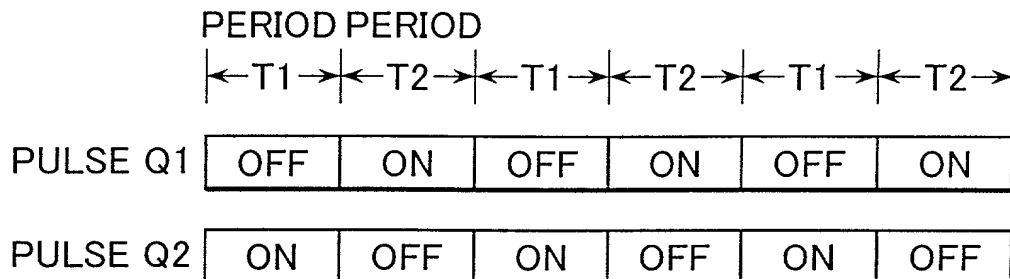 PERIOD PERIOD
T1 T2 T1 T2 T1 T2
PULSE Q1 OFF ON OFF ON OFF ON
PULSE Q2 ON OFF ON OFF ON OFF